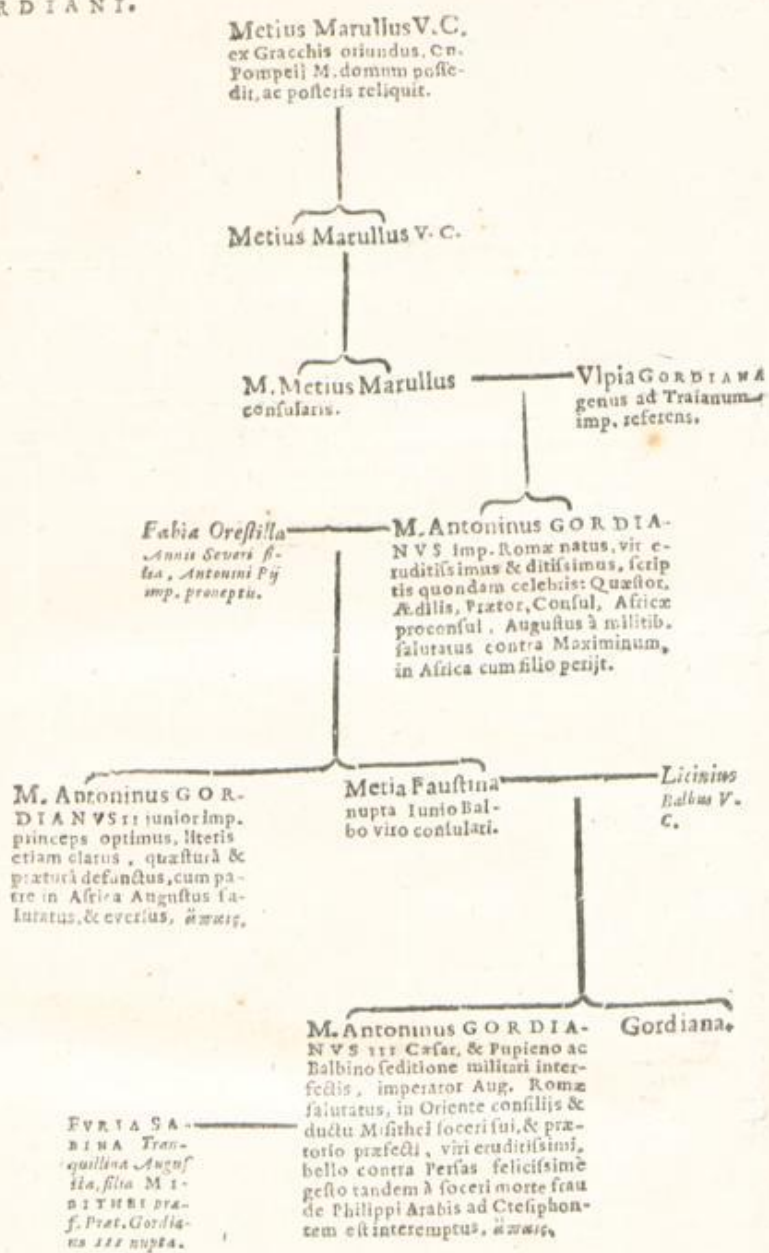 RDIANI.
Metius Marullus V. C.
ex Gracchis oriundus, Cn.
Pompeij M. domum posse-
dit, ac posteris reliquit.
Metius Marullus V. C.
M. Metius Marullus
consularis.
Vlpia GORDIANA
genus ad Traianum
imp. referens.
Fabia Orestilla
Annii Severi fi-
lia, Antonini Pij
imp. proneptis.
M. Antoninus GORDIA-
NVS imp. Romæ natus, vir e-
ruditissimus & ditissimus, scrip
tis quondam celebris: Quæstor,
Ædilis, Prætor, Consul, Africæ
proconsul, Augustus à militib.
salutatus contra Maximinum,
in Africa cum filio perijt.
M. Antoninus GOR-
DIANVS II iunior Imp.
princeps optimus, literis
etiam clarus, quæsturâ &
præturâ defunctus, cum pa-
tre in Africa Augustus sa-
lutatus, & eversus, ἄπαις.
Metia Faustina
nupta Iunio Bal-
bo viro consulari.
Licinius
Balbus V.
C.
M. Antoninus GORDIA-
NVS III Cæsar, & Pupieno ac
Balbino seditione militari inter-
fectis, imperator Aug. Romæ
salutatus, in Oriente consilijs &
ductu Misithei soceri sui, & præ-
torio præfecti, viri eruditissimi,
bello contra Persas felicissimè
gesto tandem à soceri morte frau
de Philippi Arabis ad Ctesiphon-
tem est interemptus, ἄπαις.
Gordiana.
FVRIA SA-
BINA Tran-
quillina Augus
ta, filia MI-
SITHEI præ-
f. Præt. Gordia-
no III nupta.